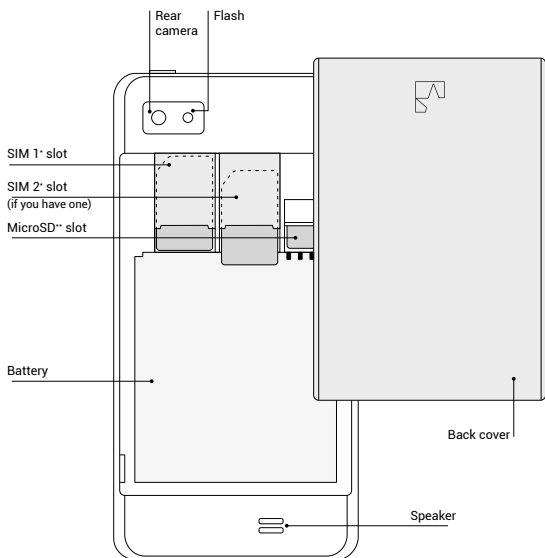 Rear
camera
Flash
SIM 1* slot
SIM 2* slot
(if you have one)
MicroSD** slot
Battery
Back cover
Speaker